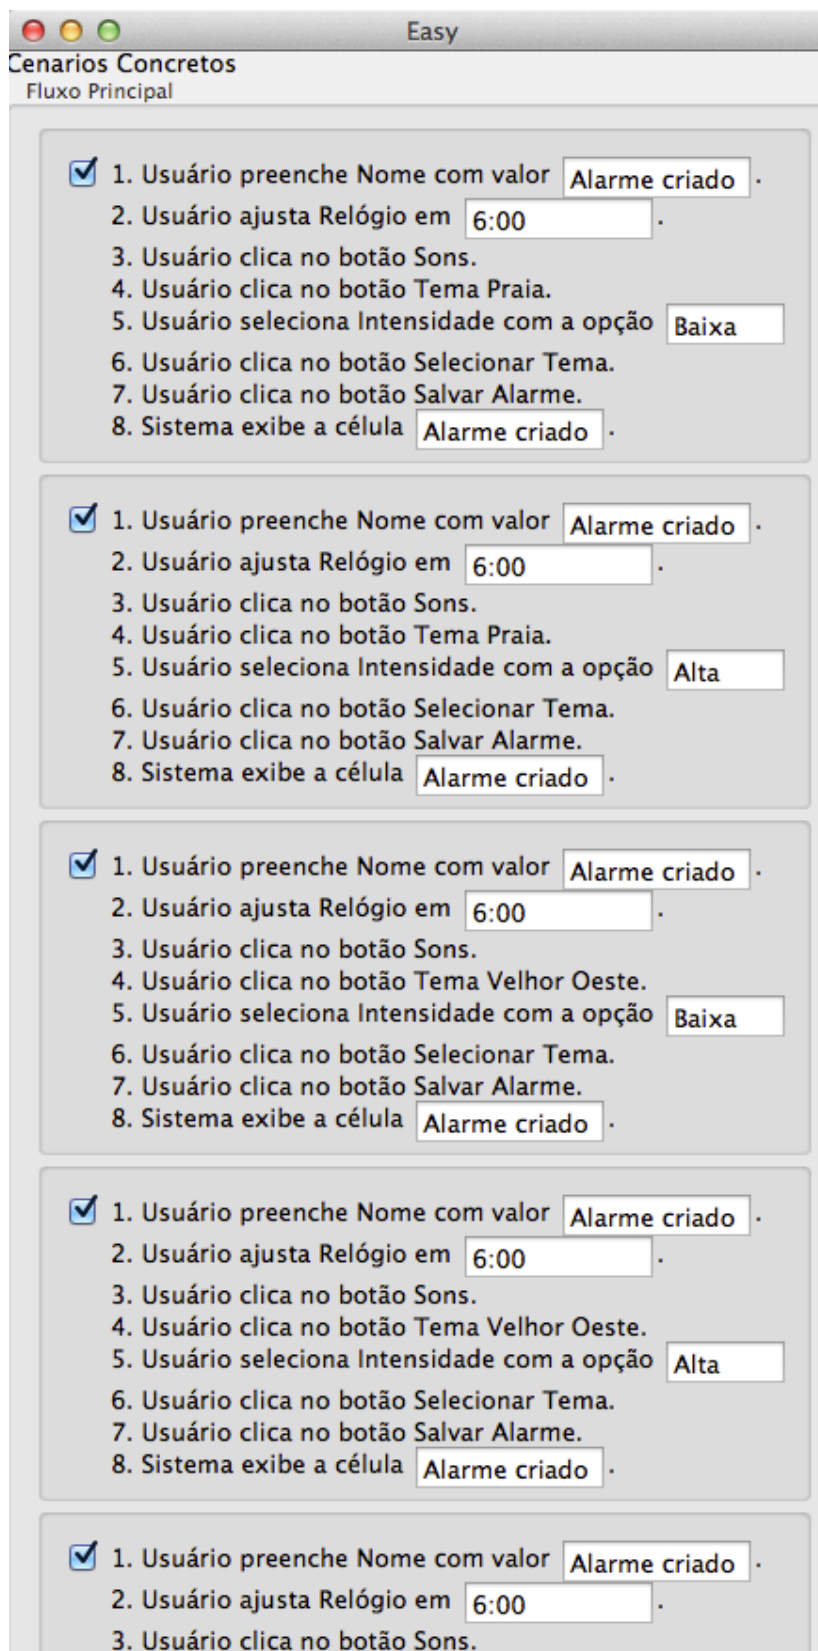 Easy
Cenarios Concretos
Fluxo Principal
1. Usuário preenche Nome com valor Alarme criado .
2. Usuário ajusta Relógio em 6:00 .
3. Usuário clica no botão Sons.
4. Usuário clica no botão Tema Praia.
5. Usuário seleciona Intensidade com a opção Baixa
6. Usuário clica no botão Selecionar Tema.
7. Usuário clica no botão Salvar Alarme.
8. Sistema exibe a célula Alarme criado .
1. Usuário preenche Nome com valor Alarme criado .
2. Usuário ajusta Relógio em 6:00 .
3. Usuário clica no botão Sons.
4. Usuário clica no botão Tema Praia.
5. Usuário seleciona Intensidade com a opção Alta
6. Usuário clica no botão Selecionar Tema.
7. Usuário clica no botão Salvar Alarme.
8. Sistema exibe a célula Alarme criado .
1. Usuário preenche Nome com valor Alarme criado .
2. Usuário ajusta Relógio em 6:00 .
3. Usuário clica no botão Sons.
4. Usuário clica no botão Tema Velhor Oeste.
5. Usuário seleciona Intensidade com a opção Baixa
6. Usuário clica no botão Selecionar Tema.
7. Usuário clica no botão Salvar Alarme.
8. Sistema exibe a célula Alarme criado .
1. Usuário preenche Nome com valor Alarme criado .
2. Usuário ajusta Relógio em 6:00 .
3. Usuário clica no botão Sons.
4. Usuário clica no botão Tema Velhor Oeste.
5. Usuário seleciona Intensidade com a opção Alta
6. Usuário clica no botão Selecionar Tema.
7. Usuário clica no botão Salvar Alarme.
8. Sistema exibe a célula Alarme criado .
1. Usuário preenche Nome com valor Alarme criado .
2. Usuário ajusta Relógio em 6:00 .
3. Usuário clica no botão Sons.